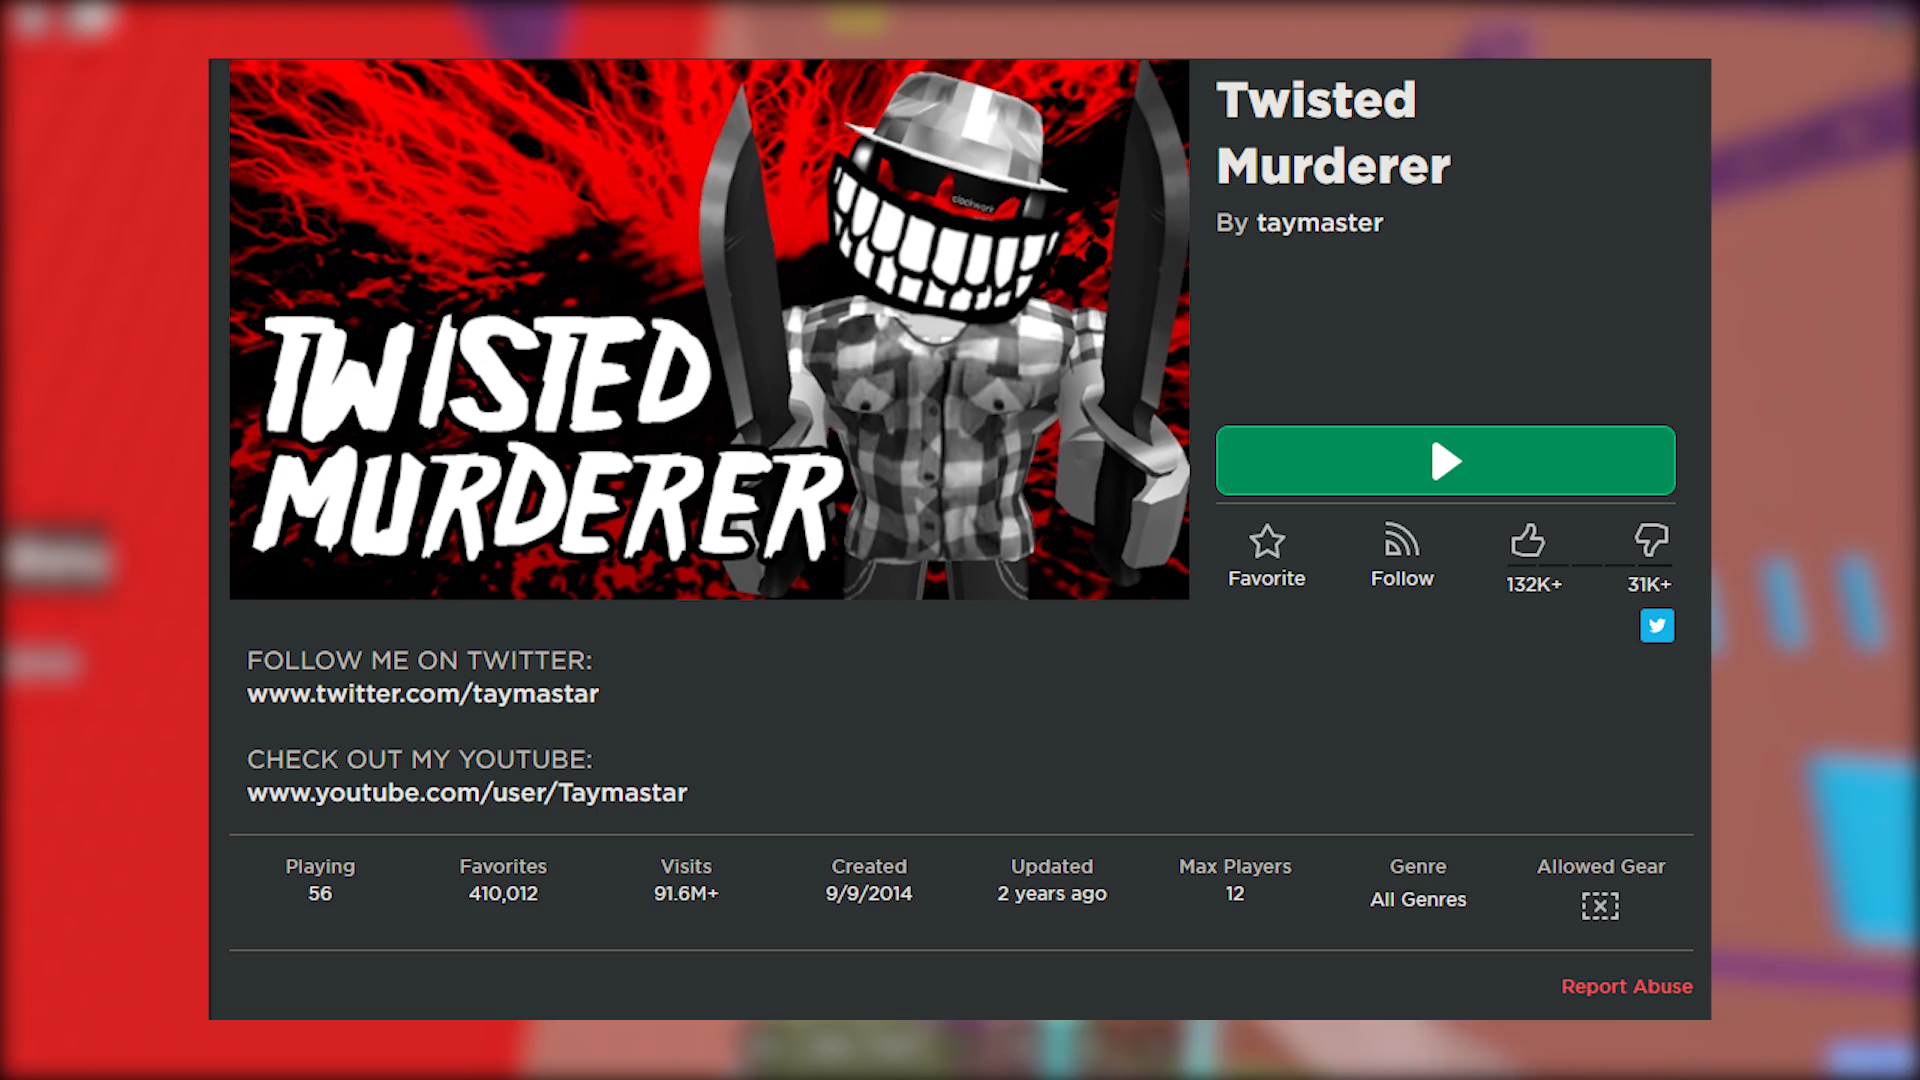 clockwork
TWISTED
MURDERER
Twisted
Murderer
By taymaster
Favorite
Follow
132K+
31K+
FOLLOW ME ON TWITTER:
www.twitter.com/taymastar
CHECK OUT MY YOUTUBE:
www.youtube.com/user/Taymastar
Playing Favorites Visits Created Updated Max Players Genre Allowed Gear
56 410,012 91.6M+ 9/9/2014 2 years ago 12 All Genres
Report Abuse